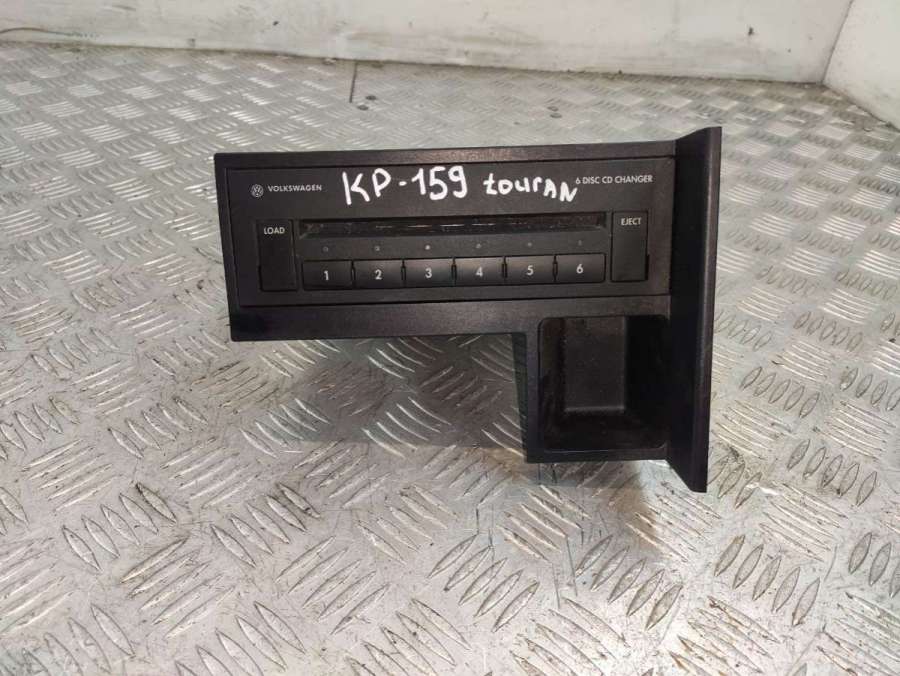 VOLKSWAGEN
KP-159 touran
6 DISC CD CHANGER
LOAD
EJECT
1 2 3 4 5 6